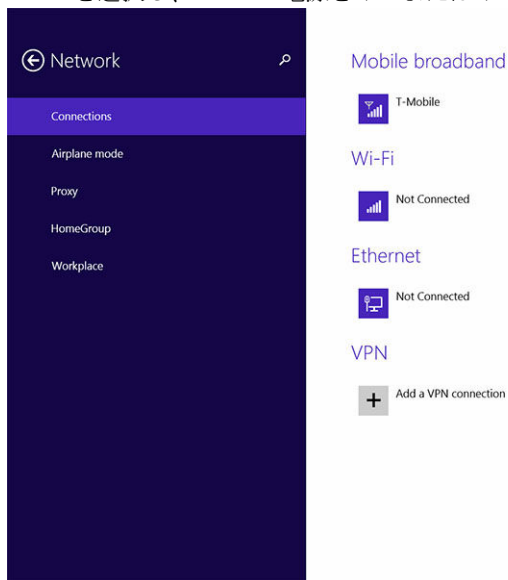 Network
Connections
Airplane mode
Proxy
HomeGroup
Workplace
Mobile broadband
T-Mobile
Wi-Fi
Not Connected
Ethernet
Not Connected
VPN
Add a VPN connection